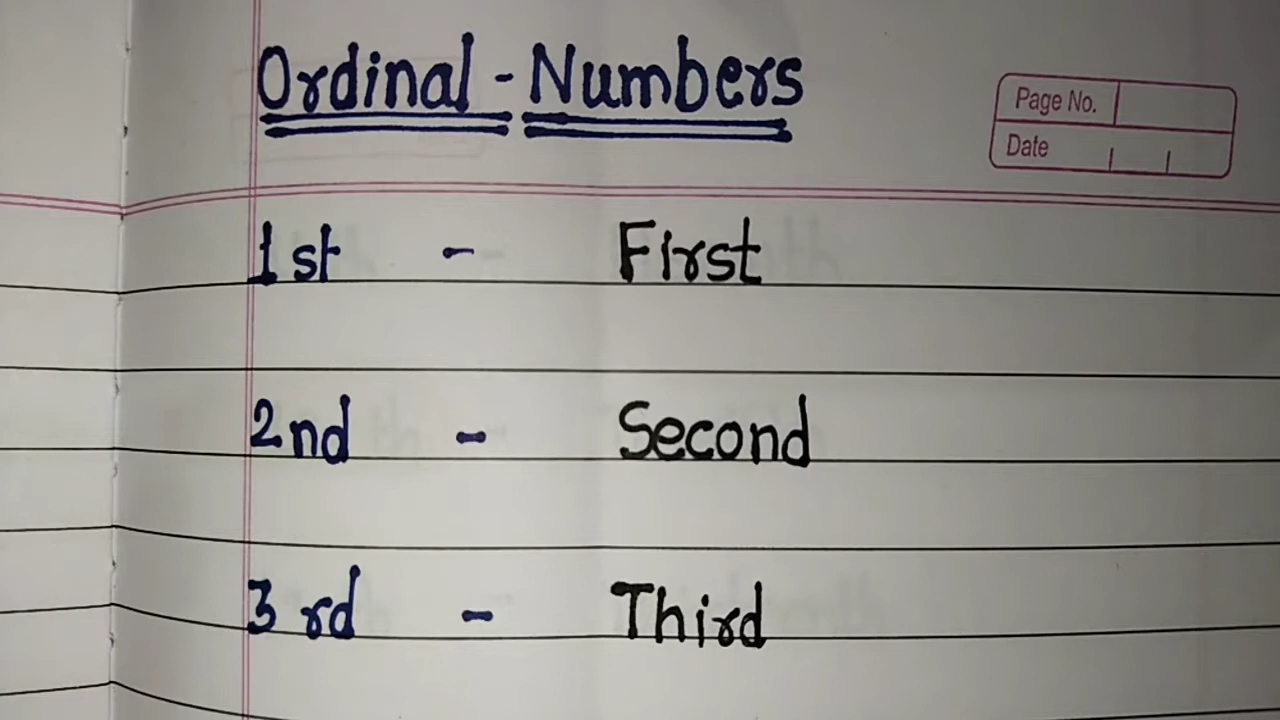 Ordinal - Numbers
Page No.
Date
1st - First
2nd - Second
3rd - Third